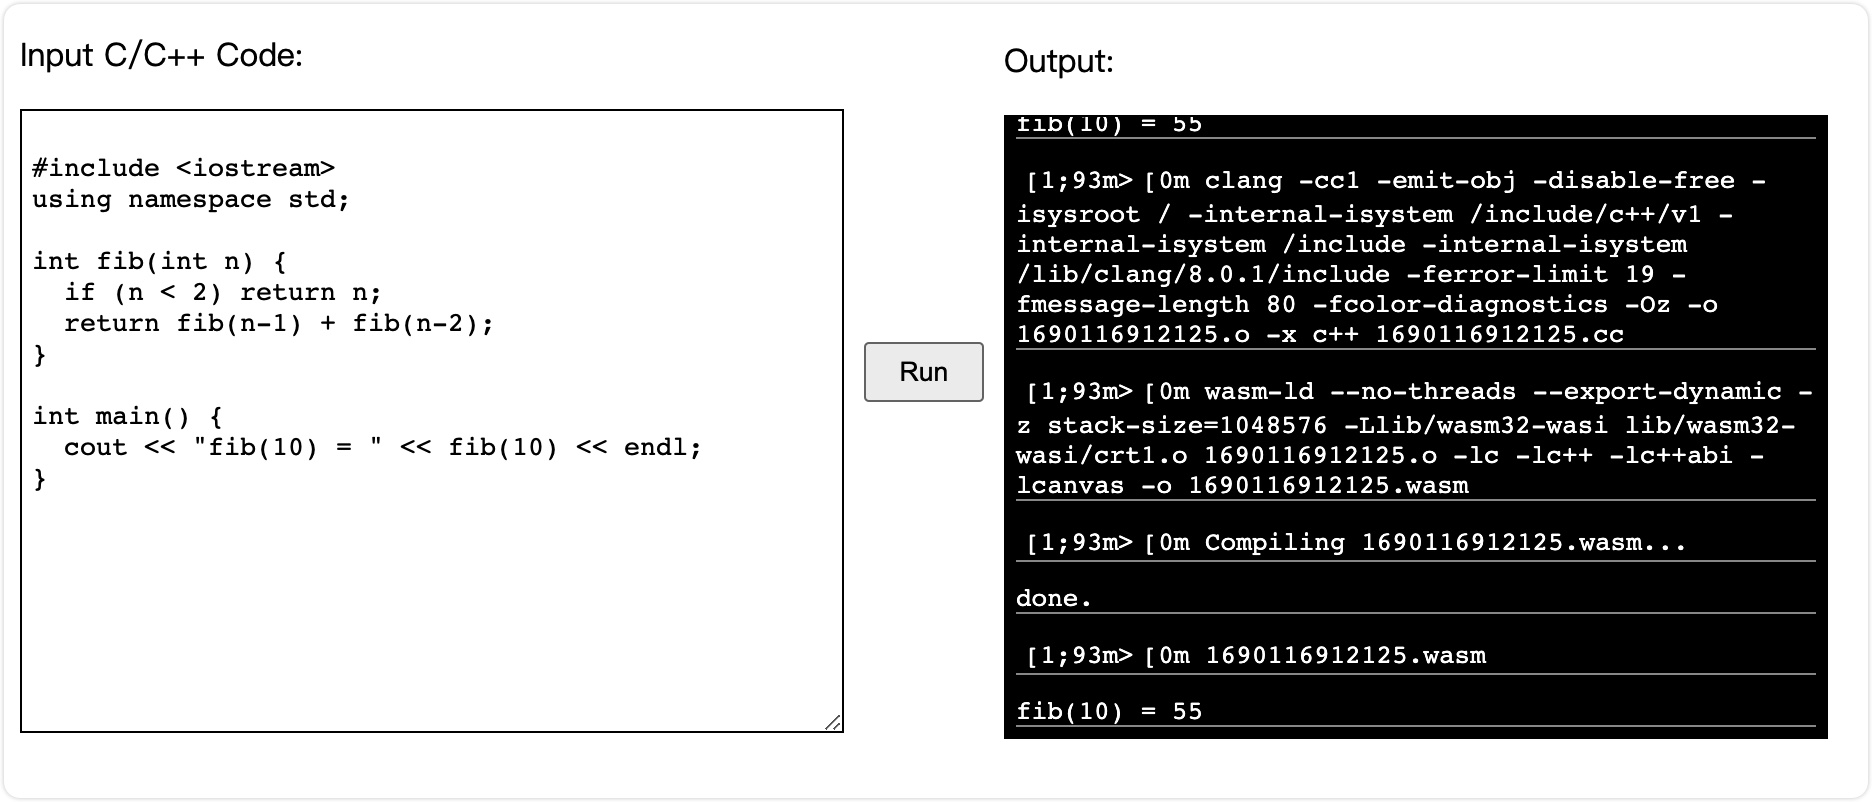 Input C/C++ Code:
#include <iostream>
using namespace std;
int fib(int n) {
  if (n < 2) return n;
  return fib(n-1) + fib(n-2);
}
int main() {
  cout << "fib(10) = " << fib(10) << endl;
}
Run
Output:
fib(10) = 55
[1;93m> [0m clang -cc1 -emit-obj -disable-free -
isysroot / -internal-isystem /include/c++/v1 -
internal-isystem /include -internal-isystem
/lib/clang/8.0.1/include -ferror-limit 19 -
fmessage-length 80 -fcolor-diagnostics -Oz -o
1690116912125.o -x c++ 1690116912125.cc
[1;93m> [0m wasm-ld --no-threads --export-dynamic -
z stack-size=1048576 -Llib/wasm32-wasi lib/wasm32-
wasi/crt1.o 1690116912125.o -lc -lc++ -lc++abi -
lcanvas -o 1690116912125.wasm
[1;93m> [0m Compiling 1690116912125.wasm...
done.
[1;93m> [0m 1690116912125.wasm
fib(10) = 55